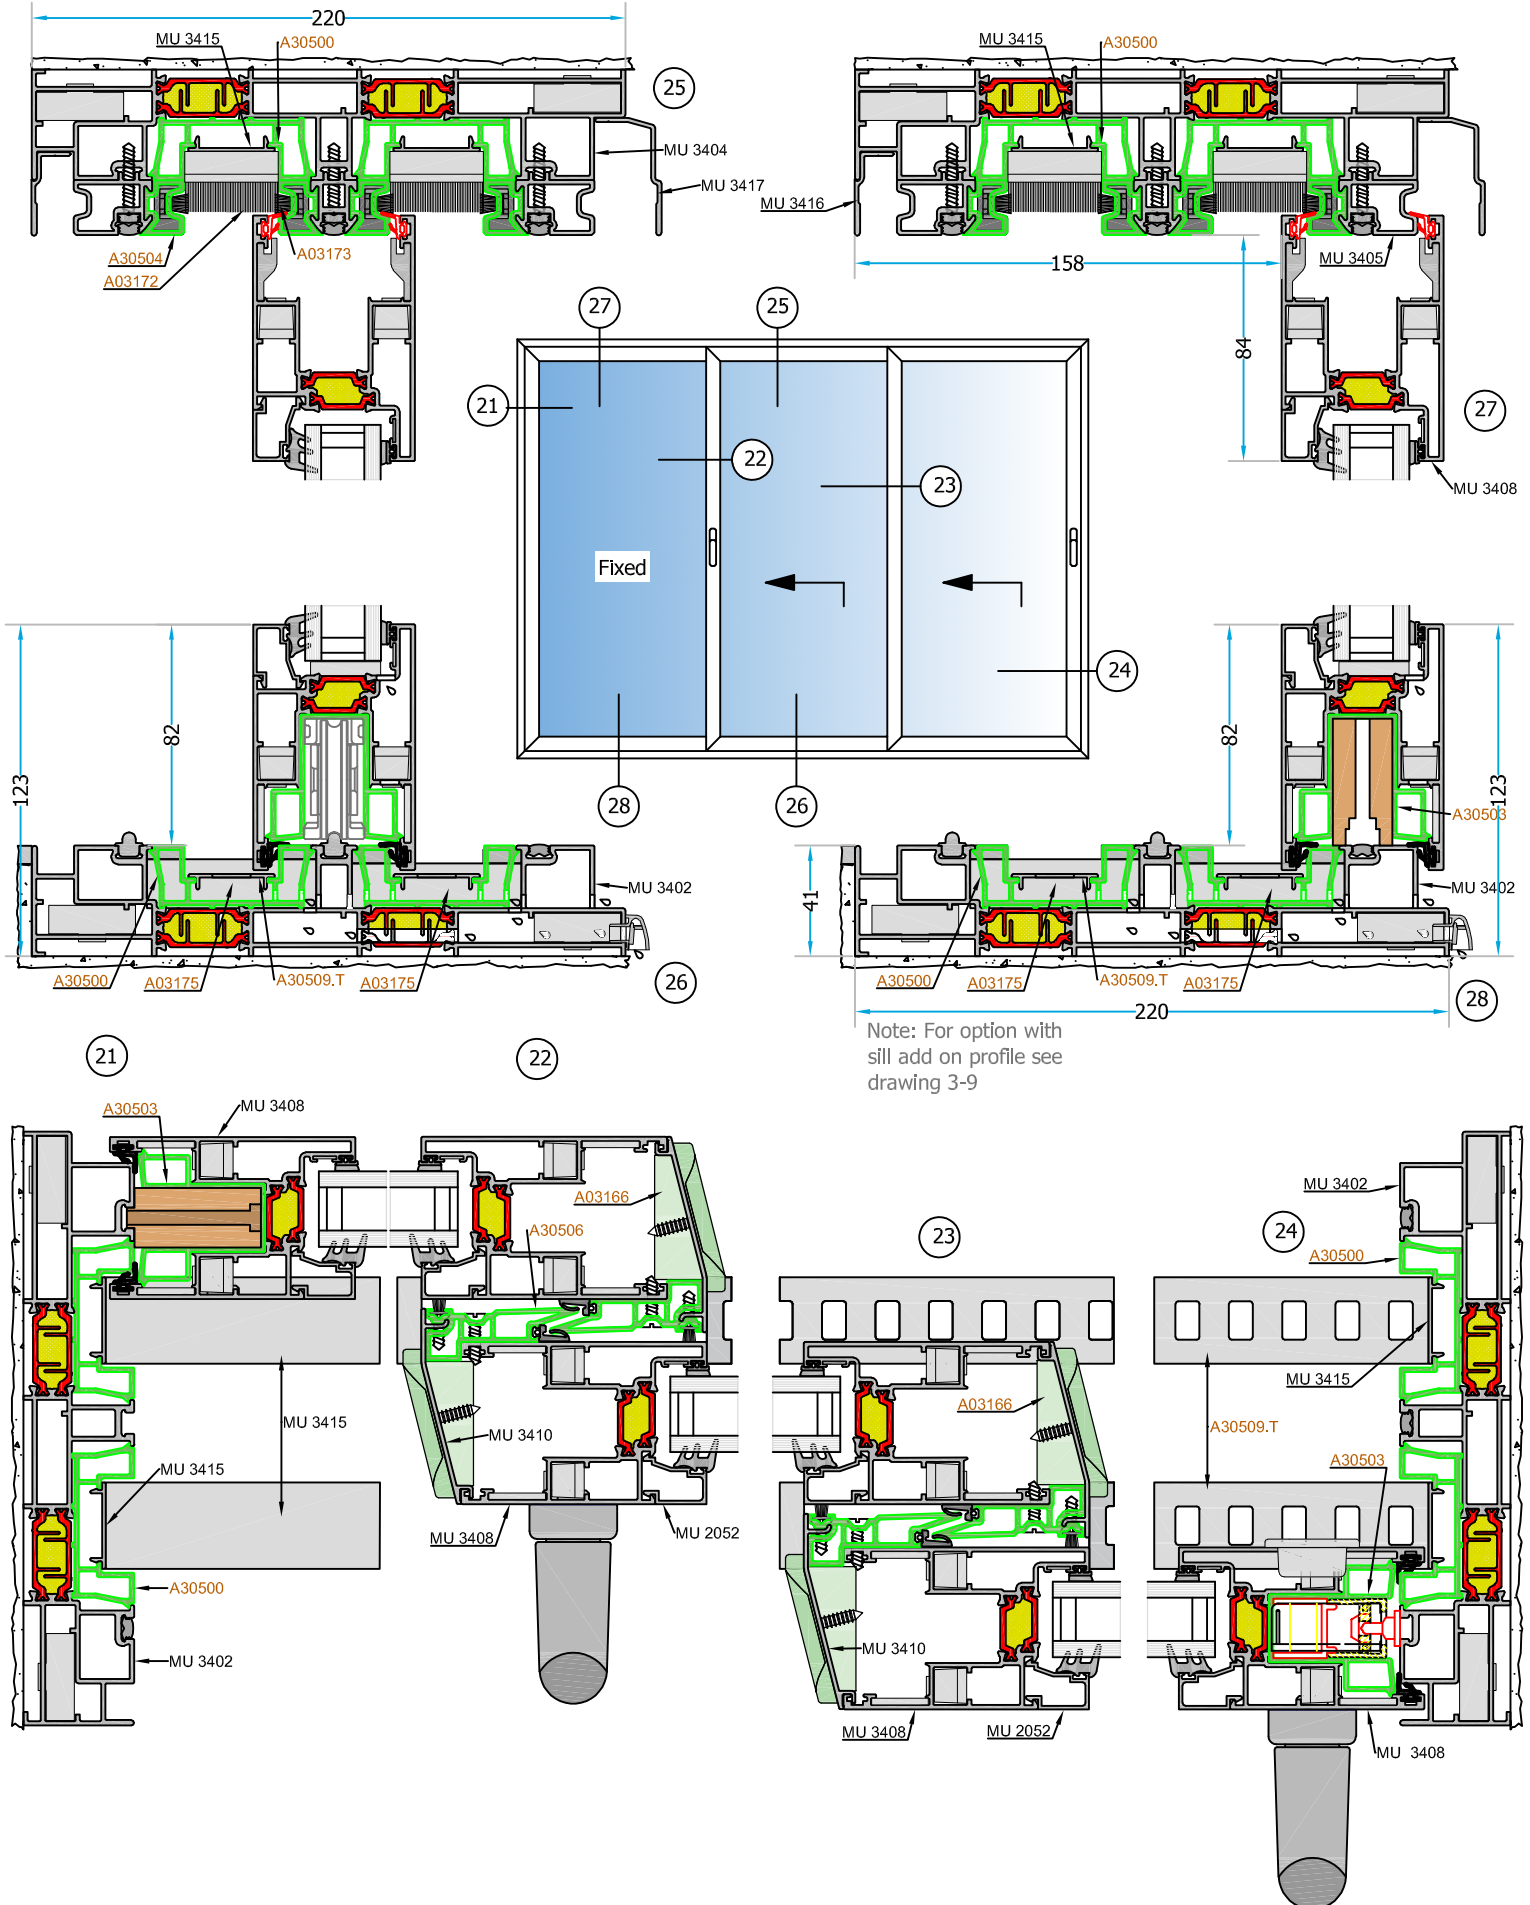 220
MU 3415
A30500
25
MU 3404
MU 3417
A30504
A03172
A03173
MU 3415
A30500
MU 3416
158
MU 3405
84
27
MU 3408
27
25
21
22
23
Fixed
24
28
26
123
82
MU 3402
A30500
A03175
A30509.T
A03175
26
82
123
A30503
41
MU 3402
A30500
A03175
A30509.T
A03175
28
220
Note: For option with
sill add on profile see
drawing 3-9
21
A30503
MU 3408
MU 3415
MU 3415
A30500
MU 3402
22
A03166
A30506
MU 3410
MU 3408
MU 2052
23
A03166
MU 3410
MU 3408
MU 2052
24
MU 3402
A30500
MU 3415
A30509.T
A30503
MU 3408